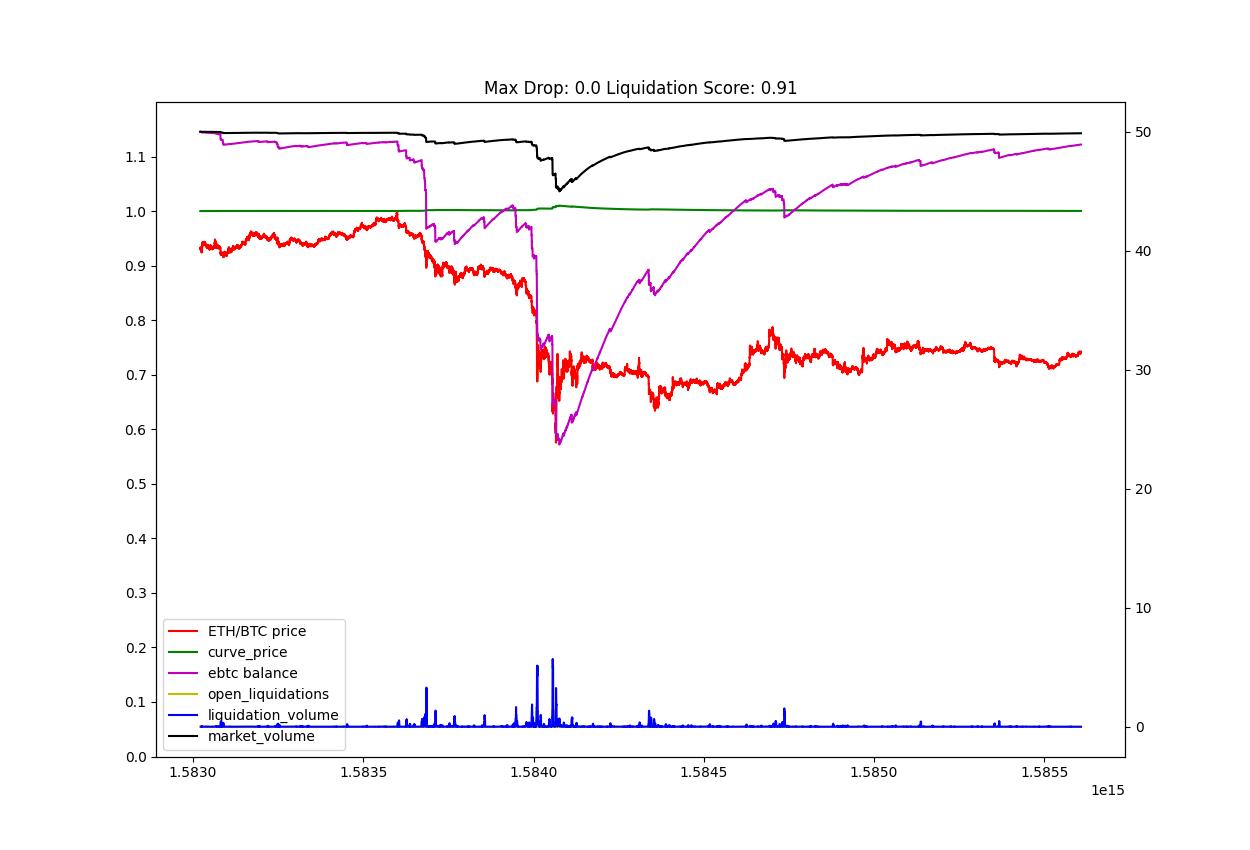 Max Drop: 0.0 Liquidation Score: 0.91
1.1
1.0
0.9
0.8
0.7
0.6
0.5
0.4
0.3
0.2
0.1
0.0
50
40
30
20
10
0
ETH/BTC price
curve_price
ebtc balance
open_liquidations
liquidation_volume
market_volume
1.5830 1.5835 1.5840 1.5845 1.5850 1.5855
1e15